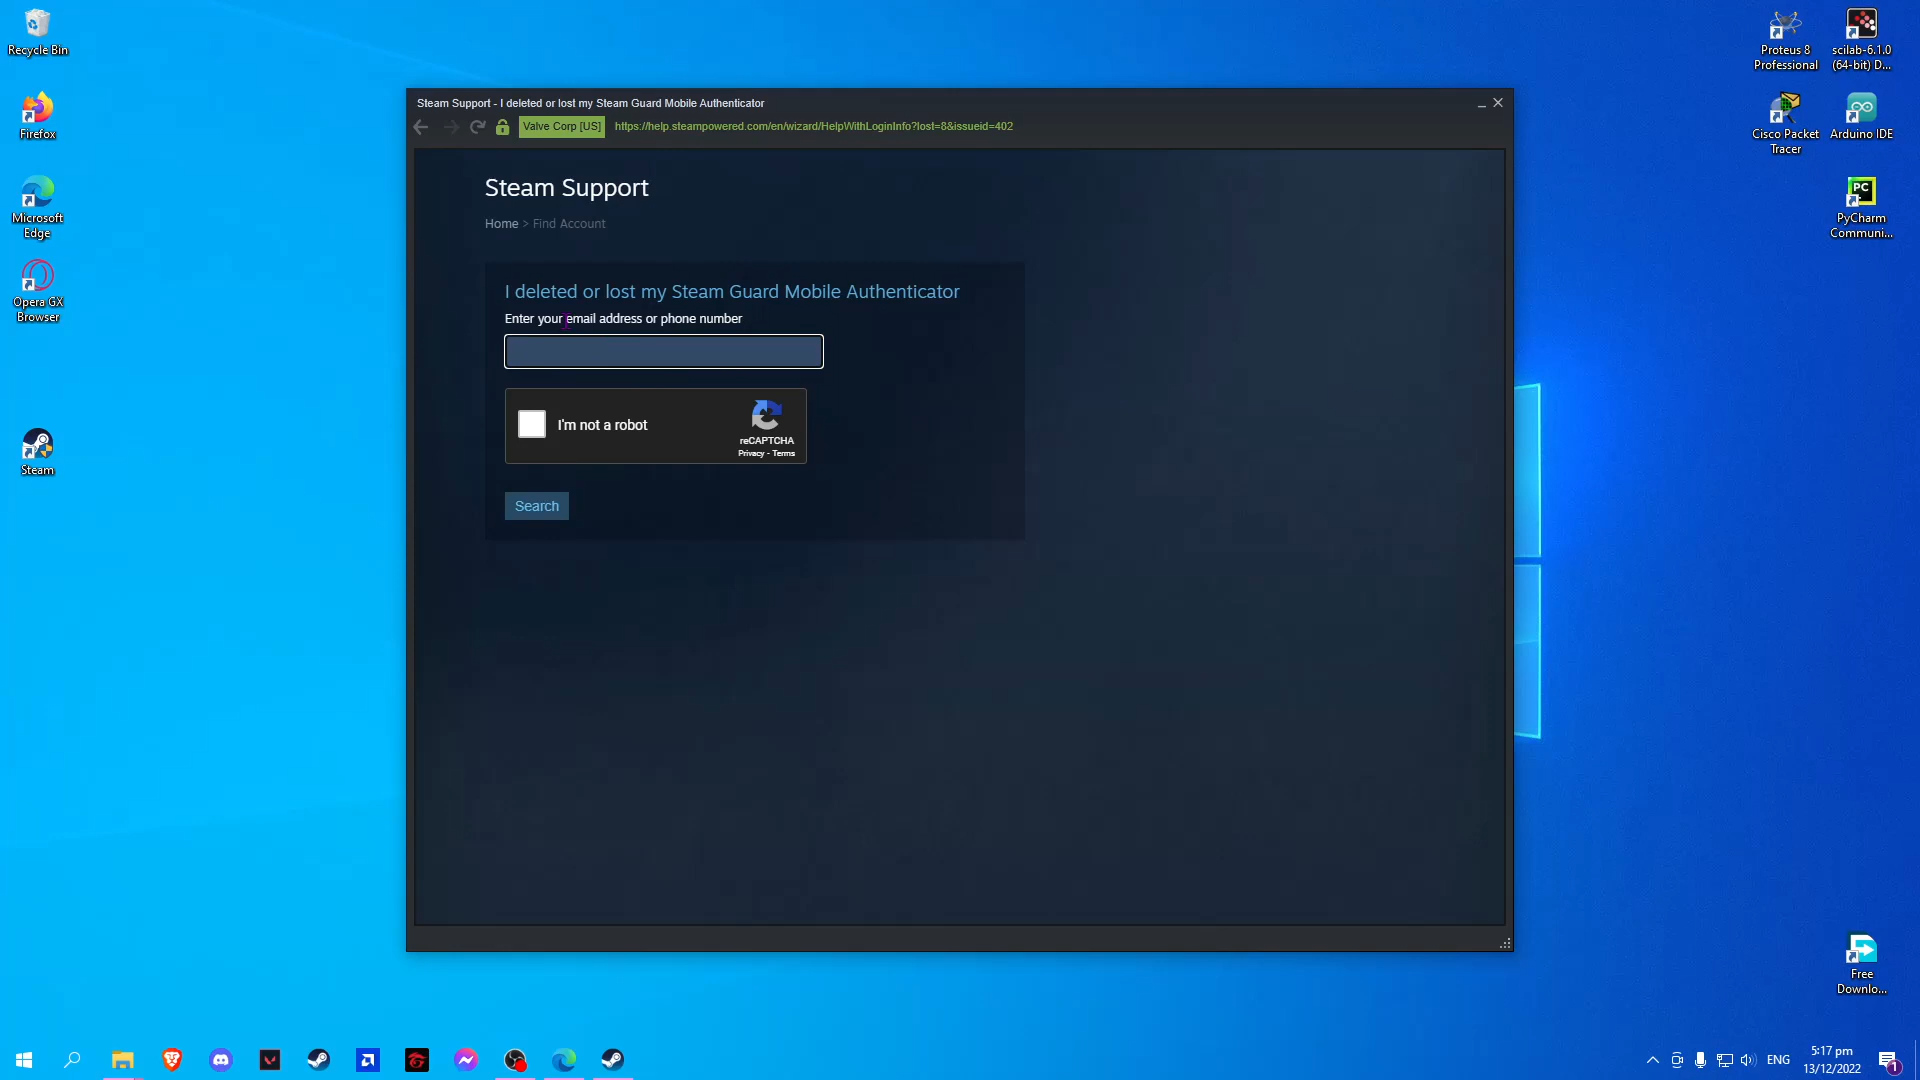 Recycle Bin
Firefox
Microsoft
Edge
Opera GX
Browser
Steam
Proteus 8
Professional
scilab-6.1.0
(64-bit) D...
Cisco Packet
Tracer
Arduino IDE
PC
PyCharm
Communi...
Free
Downlo...
Steam Support - I deleted or lost my Steam Guard Mobile Authenticator
Valve Corp [US] https://help.steampowered.com/en/wizard/HelpWithLoginInfo?lost=8&issueid=402
Steam Support
Home > Find Account
I deleted or lost my Steam Guard Mobile Authenticator
Enter your email address or phone number
I'm not a robot
reCAPTCHA
Privacy - Terms
Search
ENG
5:17 pm
13/12/2022
1